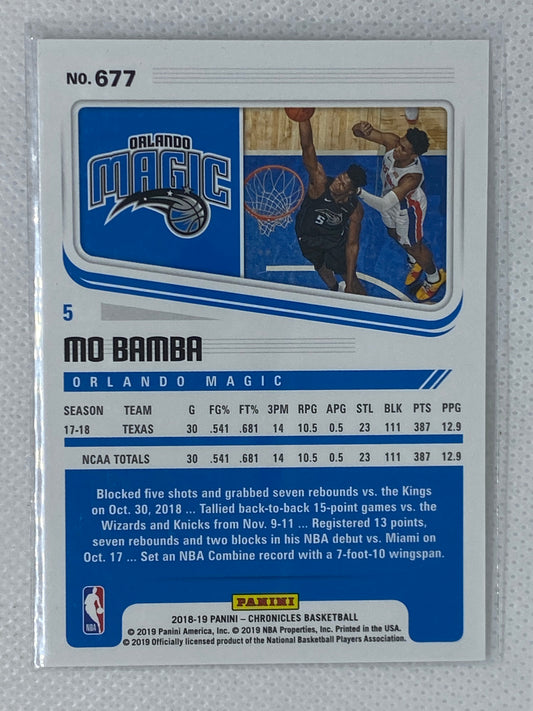 NO. 677
ORLANDO
MAGIC
5
5
MO BAMBA
ORLANDO MAGIC
SEASON TEAM G FG% FT% 3PM RPG APG STL BLK PTS PPG
17-18 TEXAS 30 .541 .681 14 10.5 0.5 23 111 387 12.9
NCAA TOTALS 30 .541 .681 14 10.5 0.5 23 111 387 12.9
Blocked five shots and grabbed seven rebounds vs. the Kings
on Oct. 30, 2018 ... Tallied back-to-back 15-point games vs. the
Wizards and Knicks from Nov. 9-11 ... Registered 13 points,
seven rebounds and two blocks in his NBA debut vs. Miami on
Oct. 17 ... Set an NBA Combine record with a 7-foot-10 wingspan.
NBA
PANINI
2018-19 PANINI – CHRONICLES BASKETBALL
© 2019 Panini America, Inc. © 2019 NBA Properties, Inc. Printed in the USA.
© 2019 Officially licensed product of the National Basketball Players Association.